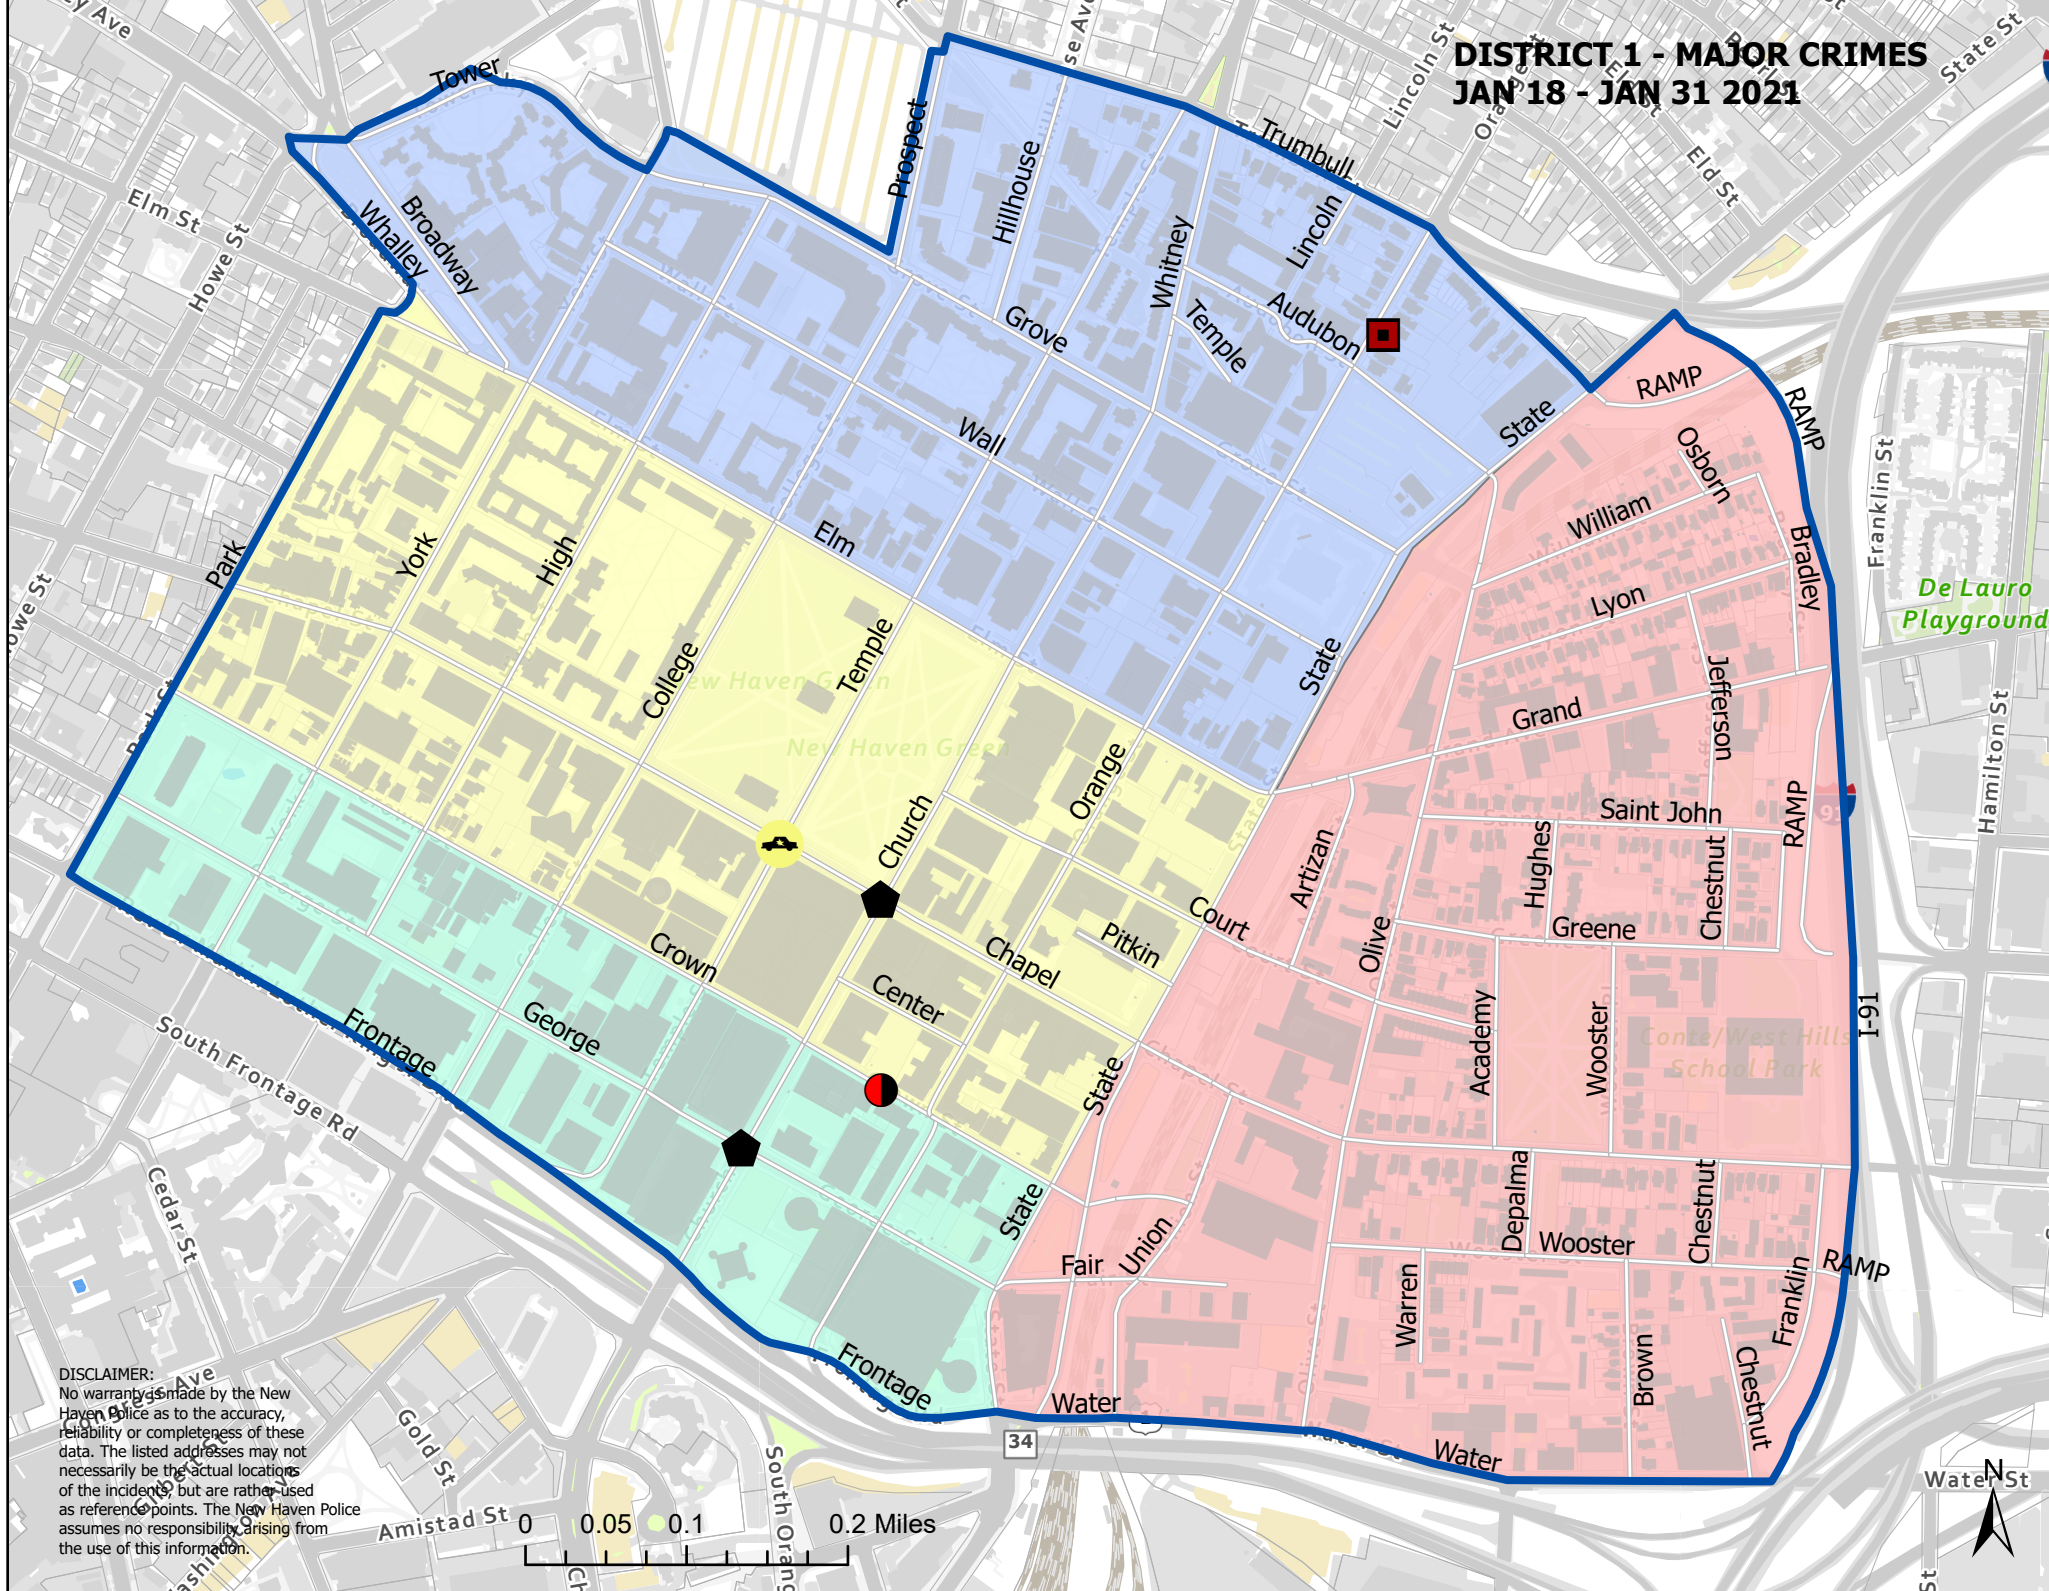 DISTRICT 1 - MAJOR CRIMES
JAN 18 - JAN 31 2021
Tower
Prospect
Hillhouse
Trumbull
Lincoln St
State St
Eld St
Lincoln
Whitney
Temple
Audubon
Grove
Broadway
Whalley
Elm St
Howe St
Wall
State
RAMP
RAMP
Osborn
William
Bradley
Lyon
Franklin St
De Lauro
Playground
Park
York
High
Elm
College
Temple
New Haven Green
State
Orange
Church
Grand
Jefferson
Hamilton St
Saint John
RAMP
Hughes
Chestnut
Greene
Artizan
Olive
Court
Pitkin
Chapel
Center
Crown
George
Frontage
South Frontage Rd
Academy
Wooster
Conte/West Hills
School Park
I-91
State
State
Cedar St
Depalma
Chestnut
Wooster
Fair
Union
Warren
Franklin
RAMP
Brown
Chestnut
Frontage
Water
Water
Water St
34
Congress Ave
Gold St
Amistad St
DISCLAIMER:
No warranty is made by the New
Haven Police as to the accuracy,
reliability or completeness of these
data. The listed addresses may not
necessarily be the actual locations
of the incidents, but are rather used
as reference points. The New Haven Police
assumes no responsibility arising from
the use of this information.
0 0.05 0.1 0.2 Miles
N